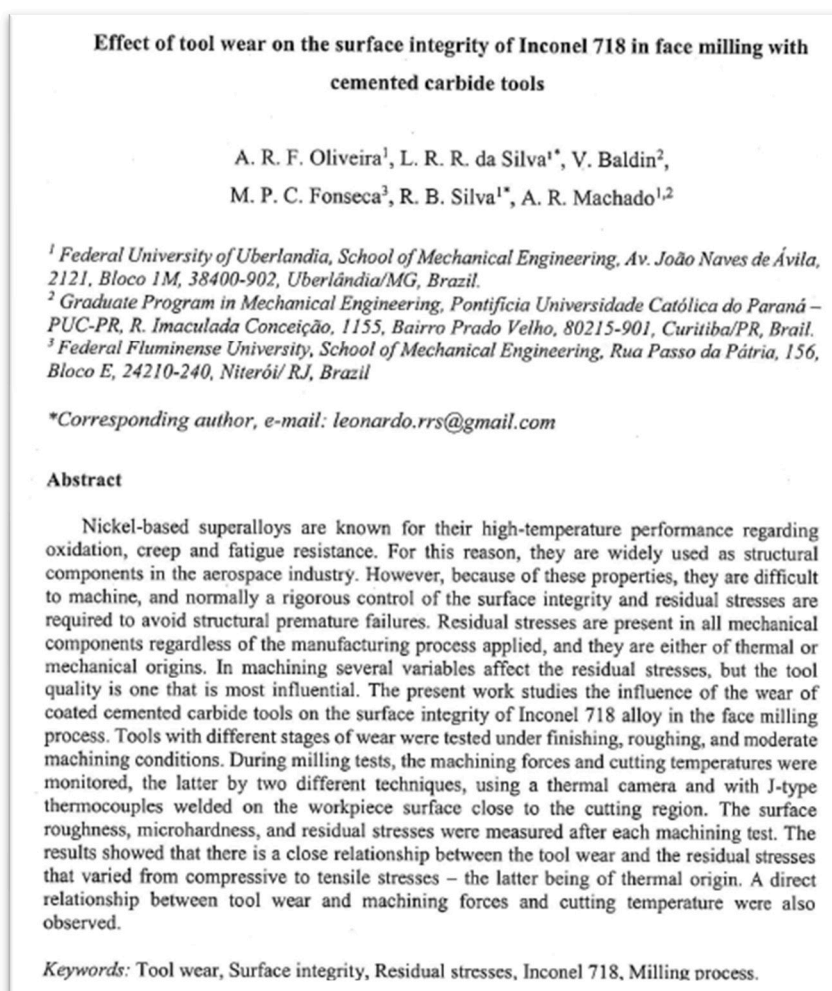 Effect of tool wear on the surface integrity of Inconel 718 in face milling with
cemented carbide tools
A. R. F. Oliveira¹, L. R. R. da Silva¹*, V. Baldin²,
M. P. C. Fonseca³, R. B. Silva¹*, A. R. Machado¹,²
¹ Federal University of Uberlandia, School of Mechanical Engineering, Av. João Naves de Ávila,
2121, Bloco 1M, 38400-902, Uberlândia/MG, Brazil.
² Graduate Program in Mechanical Engineering, Pontifícia Universidade Católica do Paraná –
PUC-PR, R. Imaculada Conceição, 1155, Bairro Prado Velho, 80215-901, Curitiba/PR, Brail.
³ Federal Fluminense University, School of Mechanical Engineering, Rua Passo da Pátria, 156,
Bloco E, 24210-240, Niterói/ RJ, Brazil
*Corresponding author, e-mail: leonardo.rrs@gmail.com
Abstract
Nickel-based superalloys are known for their high-temperature performance regarding
oxidation, creep and fatigue resistance. For this reason, they are widely used as structural
components in the aerospace industry. However, because of these properties, they are difficult
to machine, and normally a rigorous control of the surface integrity and residual stresses are
required to avoid structural premature failures. Residual stresses are present in all mechanical
components regardless of the manufacturing process applied, and they are either of thermal or
mechanical origins. In machining several variables affect the residual stresses, but the tool
quality is one that is most influential. The present work studies the influence of the wear of
coated cemented carbide tools on the surface integrity of Inconel 718 alloy in the face milling
process. Tools with different stages of wear were tested under finishing, roughing, and moderate
machining conditions. During milling tests, the machining forces and cutting temperatures were
monitored, the latter by two different techniques, using a thermal camera and with J-type
thermocouples welded on the workpiece surface close to the cutting region. The surface
roughness, microhardness, and residual stresses were measured after each machining test. The
results showed that there is a close relationship between the tool wear and the residual stresses
that varied from compressive to tensile stresses – the latter being of thermal origin. A direct
relationship between tool wear and machining forces and cutting temperature were also
observed.
Keywords: Tool wear, Surface integrity, Residual stresses, Inconel 718, Milling process.